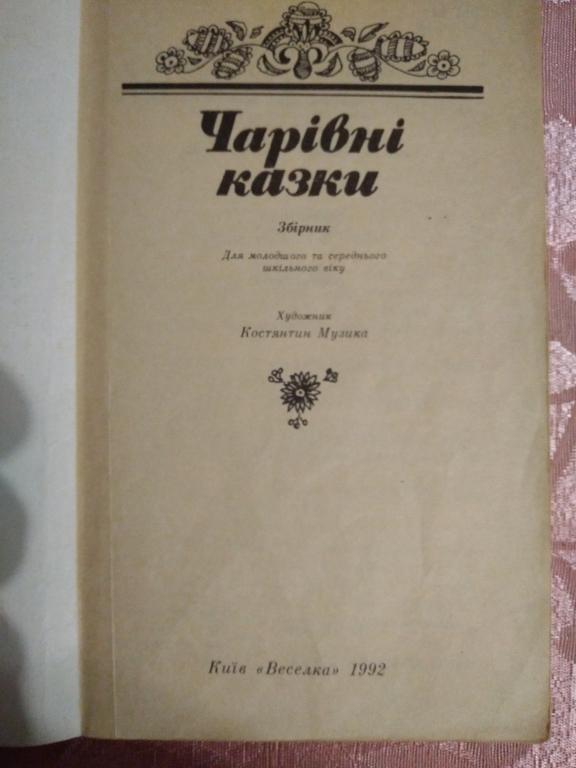 Чарівні
казки
Збірник
Для молодшого та середнього
шкільного віку
Художник
Костянтин Музика
Київ «Веселка» 1992